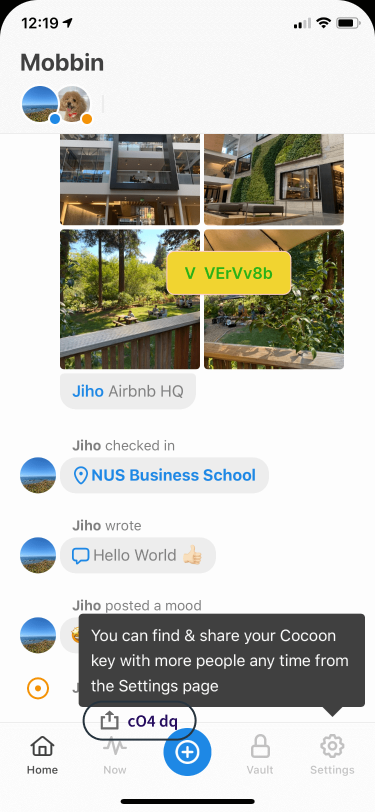 12:19
Mobbin
V VErVv8b
Jiho Airbnb HQ
Jiho checked in
NUS Business School
Jiho wrote
Hello World 👍🏻
Jiho posted a mood
You can find & share your Cocoon
key with more people any time from
the Settings page
cO4 dq
Home
Now
Vault
Settings